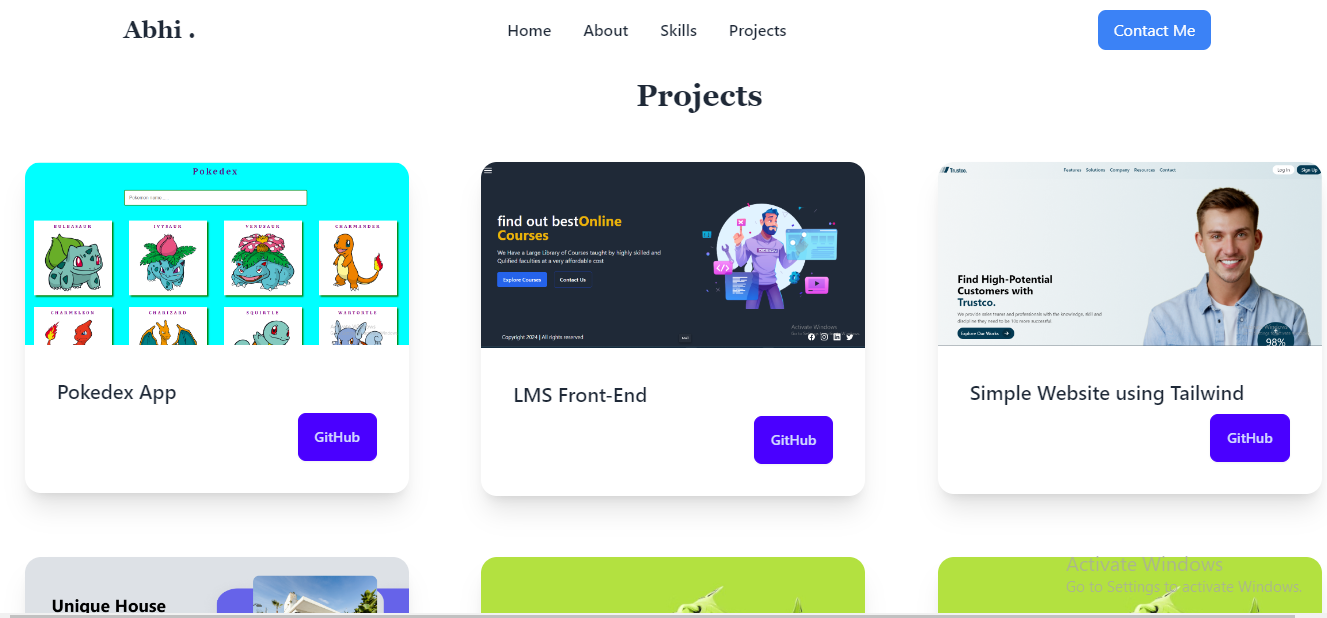 Abhi .
Home About Skills Projects
Contact Me
Projects
Pokedex
Pokemon name....
BULBASAUR IVYSAUR VENUSAUR CHARMANDER
CHARMELEON CHARIZARD SQUIRTLE WARTORTLE
find out bestOnline
Courses
We Have a Large Library of Courses taught by highly skilled and
Qulified faculties at a very affordable cost
Explore Courses Contact Us
Activate Windows
Copyright 2024 | All rights reserved
Trustco.
Features Solutions Company Resources Contact
Log In Sign Up
Find High-Potential
Customers with
Trustco.
We provide sales teams and professionals with the knowledge, skill and
discipline they need to be 10x more successful.
Explore Our Works
98%
Pokedex App
GitHub
LMS Front-End
GitHub
Simple Website using Tailwind
GitHub
Unique House
Activate Windows
Go to Settings to activate Windows.